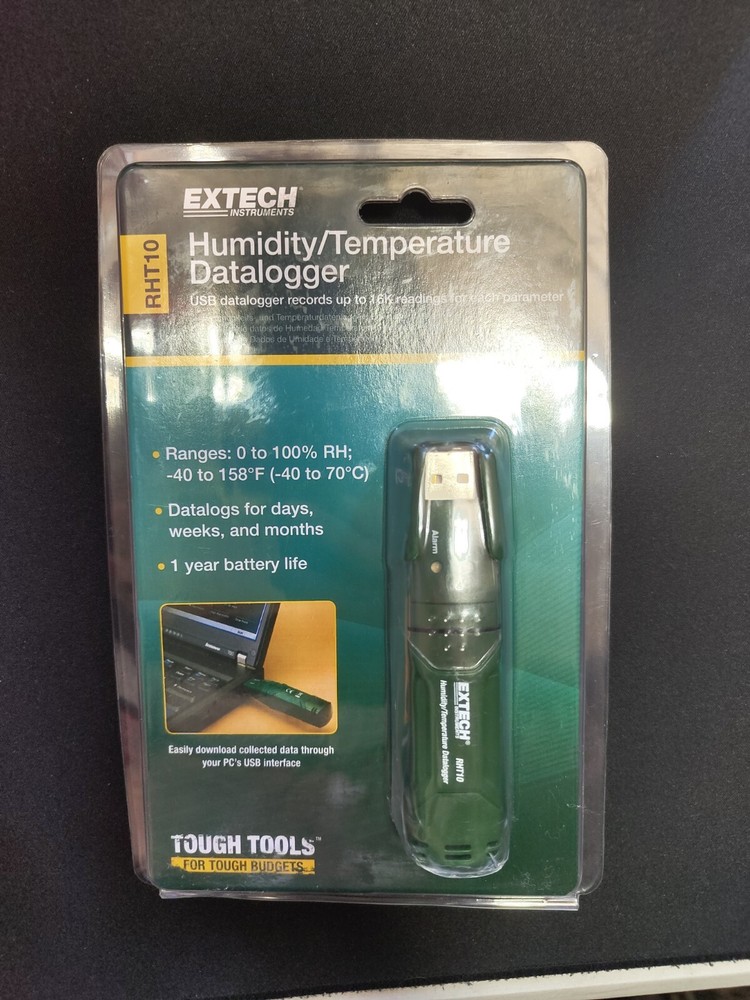 EXTECH
INSTRUMENTS
RHT10
Humidity/Temperature
Datalogger
USB datalogger records up to 16K readings for each parameter
Ranges: 0 to 100% RH;
-40 to 158°F (-40 to 70°C)
Datalogs for days,
weeks, and months
1 year battery life
Alarm
EXTECH®
INSTRUMENTS
RHT10
Humidity/Temperature Datalogger
Easily download collected data through
your PC's USB interface
TOUGH TOOLS™
FOR TOUGH BUDGETS